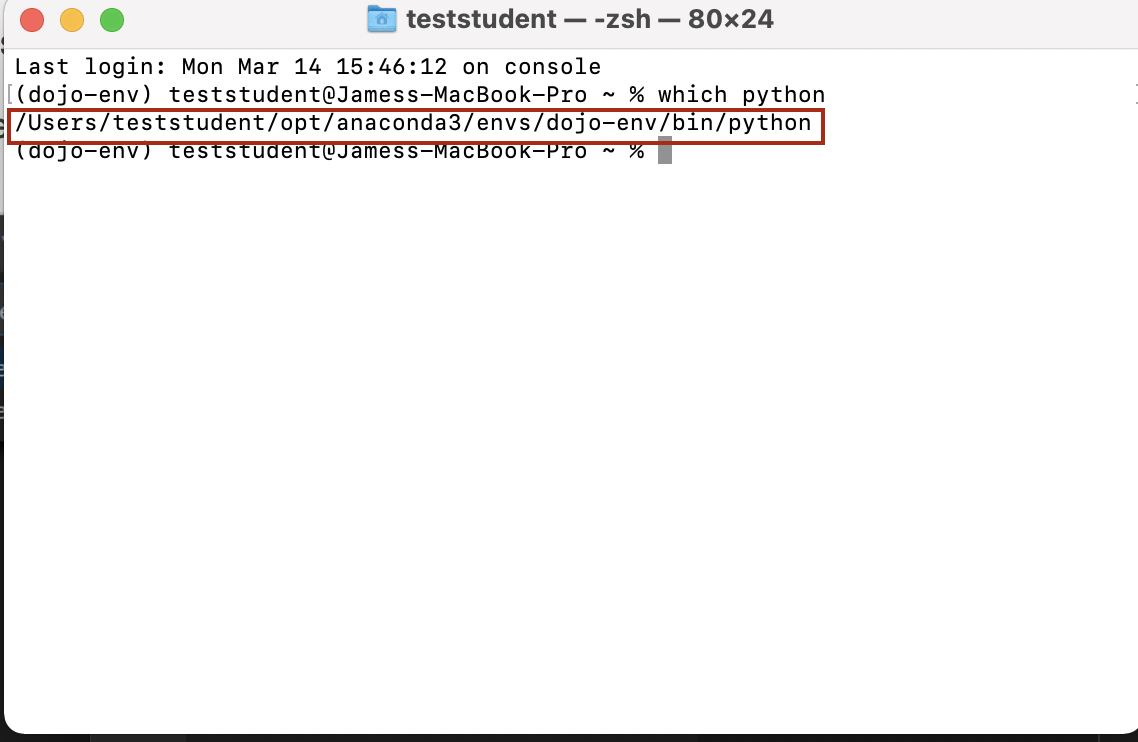 teststudent — -zsh — 80×24
Last login: Mon Mar 14 15:46:12 on console
[(dojo-env) teststudent@Jamess-MacBook-Pro ~ % which python
/Users/teststudent/opt/anaconda3/envs/dojo-env/bin/python
(dojo-env) teststudent@Jamess-MacBook-Pro ~ %